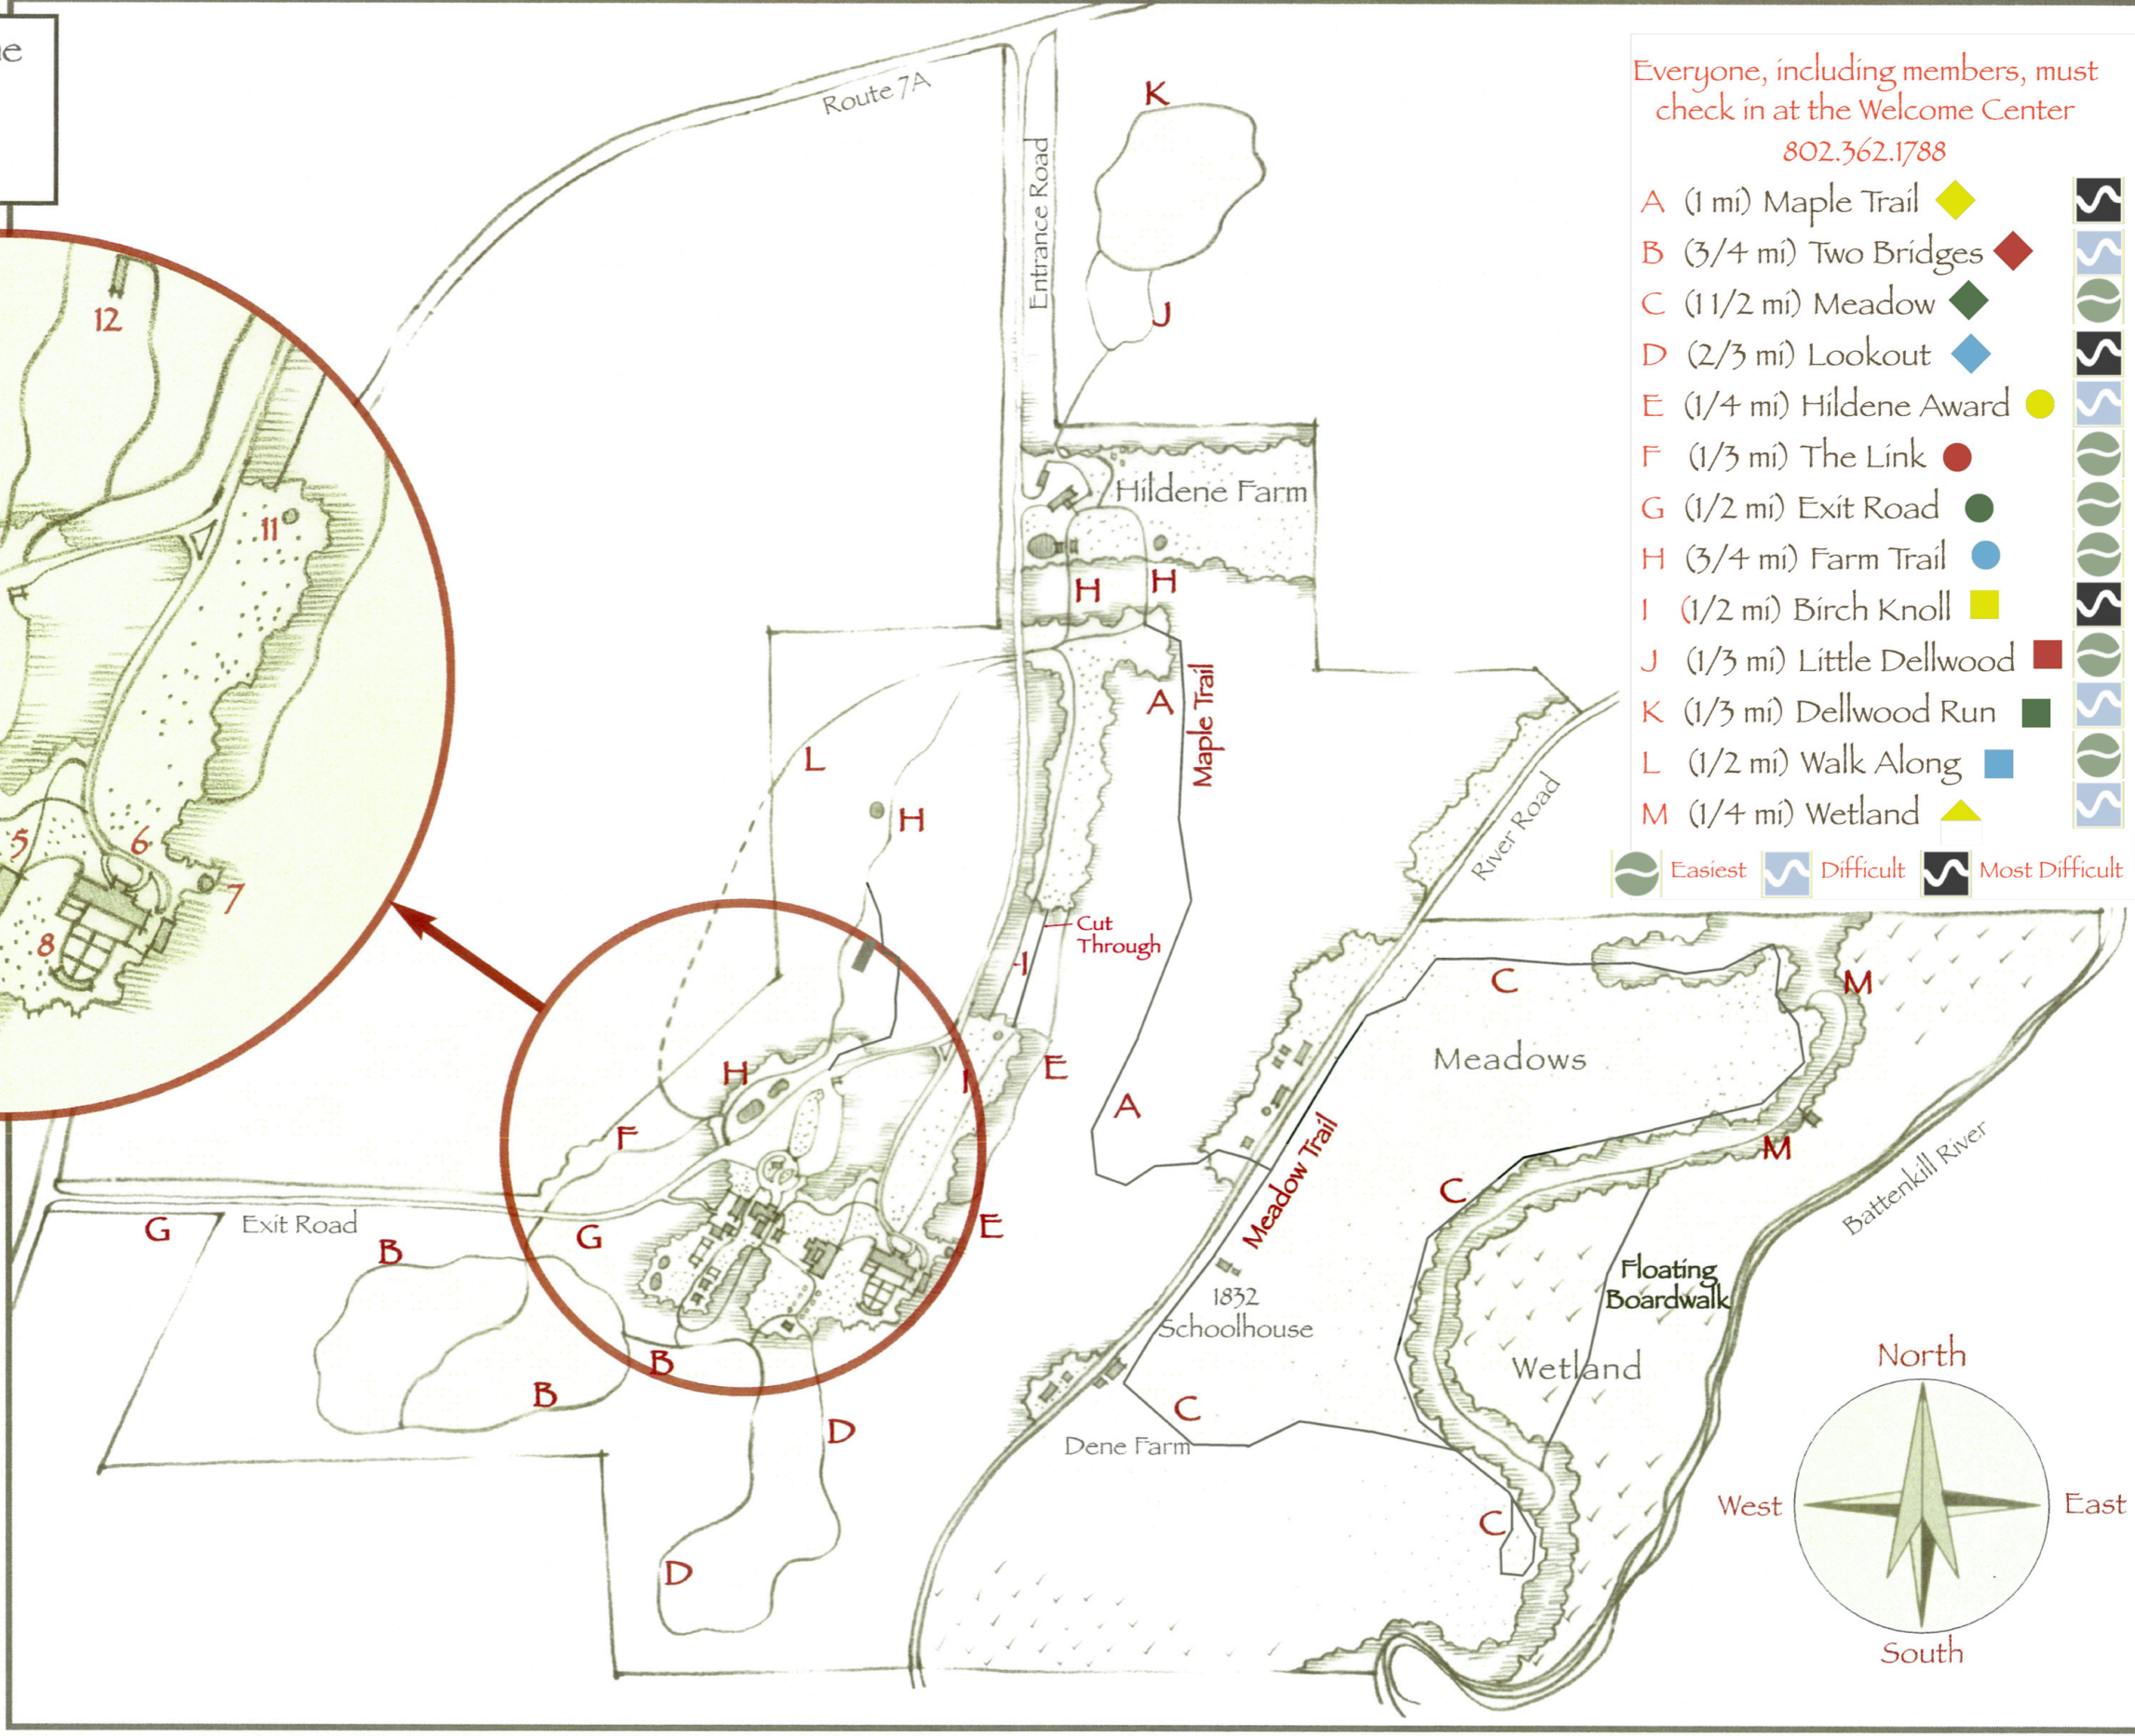 Everyone, including members, must
check in at the Welcome Center
802.362.1788
A (1 mi) Maple Trail
B (3/4 mi) Two Bridges
C (1 1/2 mi) Meadow
D (2/3 mi) Lookout
E (1/4 mi) Hildene Award
F (1/3 mi) The Link
G (1/2 mi) Exit Road
H (3/4 mi) Farm Trail
I (1/2 mi) Birch Knoll
J (1/3 mi) Little Dellwood
K (1/3 mi) Dellwood Run
L (1/2 mi) Walk Along
M (1/4 mi) Wetland
Easiest Difficult Most Difficult
Route 7A
Entrance Road
K
J
Hildene Farm
H H
A
Maple Trail
L
H
Cut
Through
I
H
I
E
A
F
E
G
Exit Road
G
B
B
B
D
D
12
11
5
6
7
8
River Road
C
M
Meadows
M
C
Meadow Trail
Battenkill River
Floating
Boardwalk
1832
Schoolhouse
Wetland
C
Dene Farm
C
North
West
East
South